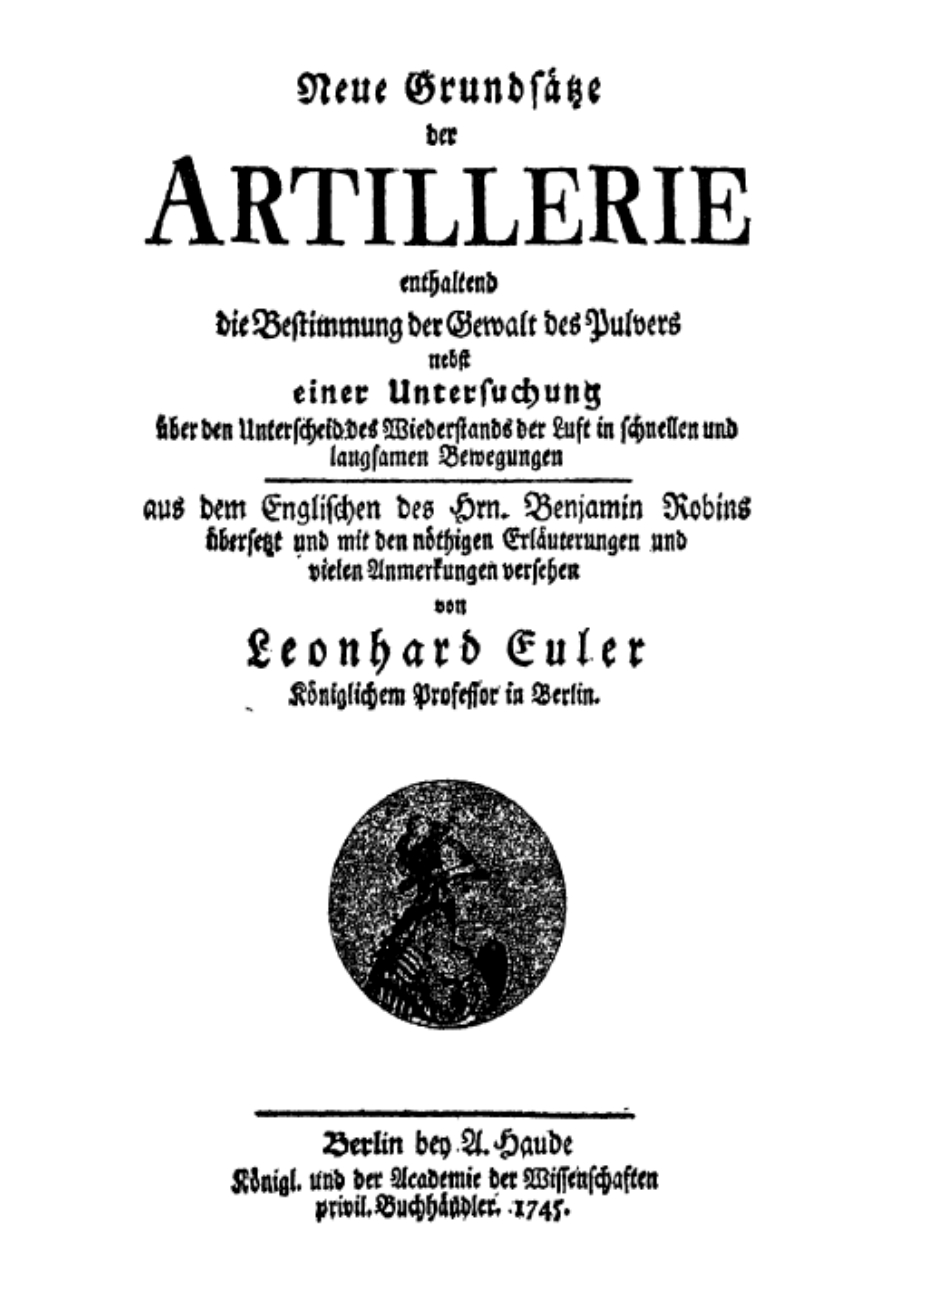 Neue Grundsätze
der
ARTILLERIE
enthaltend
die Bestimmung der Gewalt des Pulvers
nebst
einer Untersuchung
über den Unterscheid des Wiederstands der Luft in schnellen und
langsamen Bewegungen
aus dem Englischen des Hrn. Benjamin Robins
übersetzt und mit den nöthigen Erläuterungen und
vielen Anmerkungen versehen
von
Leonhard Euler
Königlichem Professor in Berlin.
Berlin bey A. Haude
Königl. und der Academie der Wissenschaften
privil. Buchhändler. 1745.